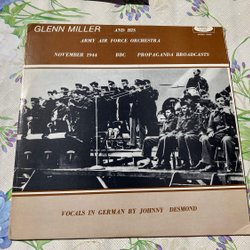 GLENN MILLER AND HIS
ARMY AIR FORCE ORCHESTRA
NOVEMBER 1944 BBC PROPAGANDA BROADCASTS
VOCALS IN GERMAN BY JOHNNY DESMOND